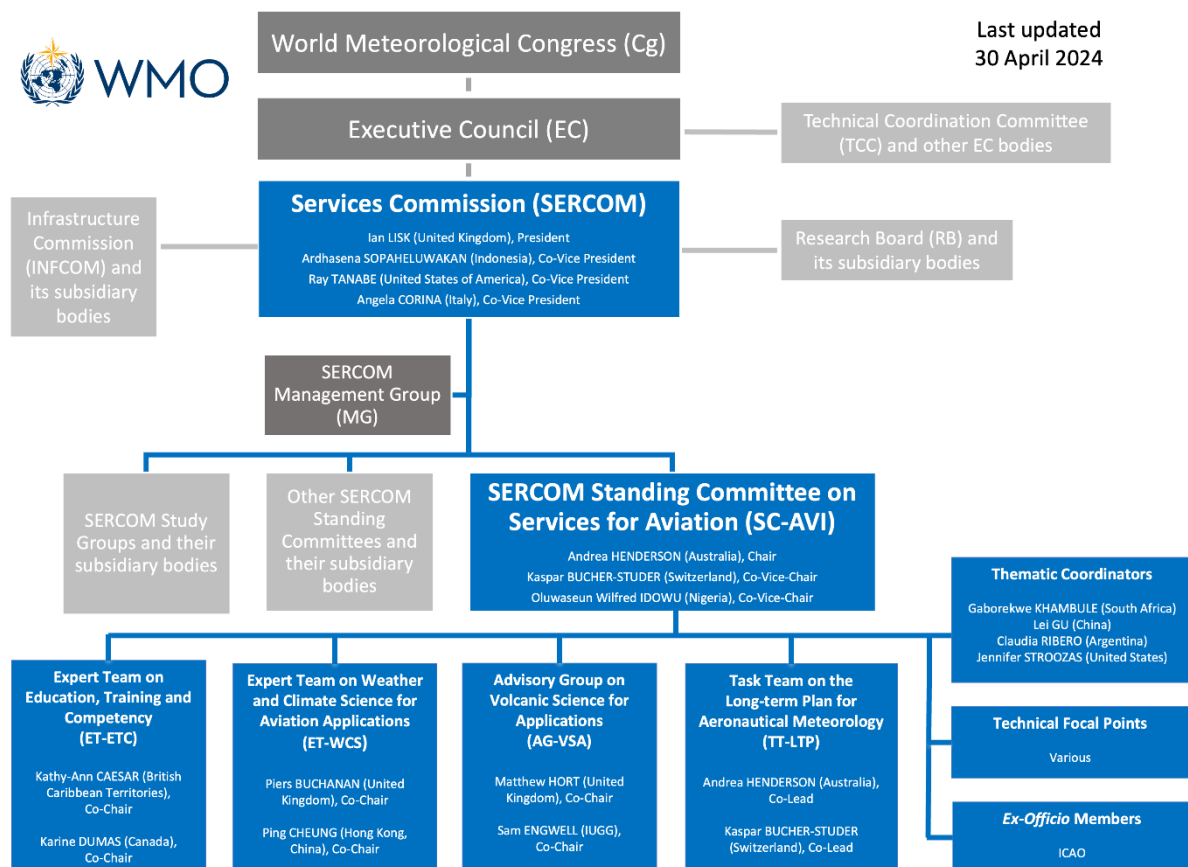 WMO
World Meteorological Congress (Cg)
Last updated
30 April 2024
Executive Council (EC)
Technical Coordination Committee
(TCC) and other EC bodies
Infrastructure
Commission
(INFCOM) and
its subsidiary
bodies
Services Commission (SERCOM)
Ian LISK (United Kingdom), President
Ardhasena SOPAHELUWAKAN (Indonesia), Co-Vice President
Ray TANABE (United States of America), Co-Vice President
Angela CORINA (Italy), Co-Vice President
Research Board (RB) and
its subsidiary bodies
SERCOM
Management Group
(MG)
SERCOM Study
Groups and their
subsidiary bodies
Other SERCOM
Standing
Committees and
their subsidiary
bodies
SERCOM Standing Committee on
Services for Aviation (SC-AVI)
Andrea HENDERSON (Australia), Chair
Kaspar BUCHER-STUDER (Switzerland), Co-Vice-Chair
Oluwaseun Wilfred IDOWU (Nigeria), Co-Vice-Chair
Thematic Coordinators
Gaborekwe KHAMBULE (South Africa)
Lei GU (China)
Claudia RIBERO (Argentina)
Jennifer STROOZAS (United States)
Expert Team on
Education, Training and
Competency
(ET-ETC)
Kathy-Ann CAESAR (British
Caribbean Territories),
Co-Chair
Karine DUMAS (Canada),
Co-Chair
Expert Team on Weather
and Climate Science for
Aviation Applications
(ET-WCS)
Piers BUCHANAN (United
Kingdom), Co-Chair
Ping CHEUNG (Hong Kong,
China), Co-Chair
Advisory Group on
Volcanic Science for
Applications
(AG-VSA)
Matthew HORT (United
Kingdom), Co-Chair
Sam ENGWELL (IUGG),
Co-Chair
Task Team on the
Long-term Plan for
Aeronautical Meteorology
(TT-LTP)
Andrea HENDERSON (Australia),
Co-Lead
Kaspar BUCHER-STUDER
(Switzerland), Co-Lead
Technical Focal Points
Various
Ex-Officio Members
ICAO